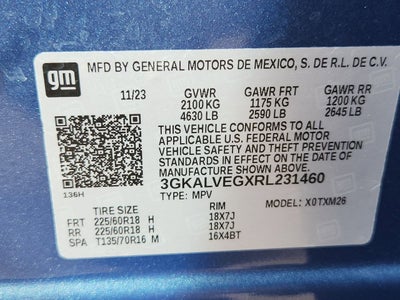 gm MFD BY GENERAL MOTORS DE MEXICO, S. DE R.L. DE C.V.
11/23 GVWR GAWR FRT GAWR RR
2100 KG 1175 KG 1200 KG
4630 LB 2590 LB 2645 LB
THIS VEHICLE CONFORMS TO ALL
APPLICABLE U.S. FEDERAL MOTOR
VEHICLE SAFETY AND THEFT PREVENTION
STANDARDS IN EFFECT ON THE DATE OF
MANUFACTURE SHOWN ABOVE.
3GKALVEGXRL231460
136H TYPE: MPV
TIRE SIZE RIM MODEL: X0TXM26
FRT 225/60R18 H 18X7J
RR 225/60R18 H 18X7J
SPA T135/70R16 M 16X4BT